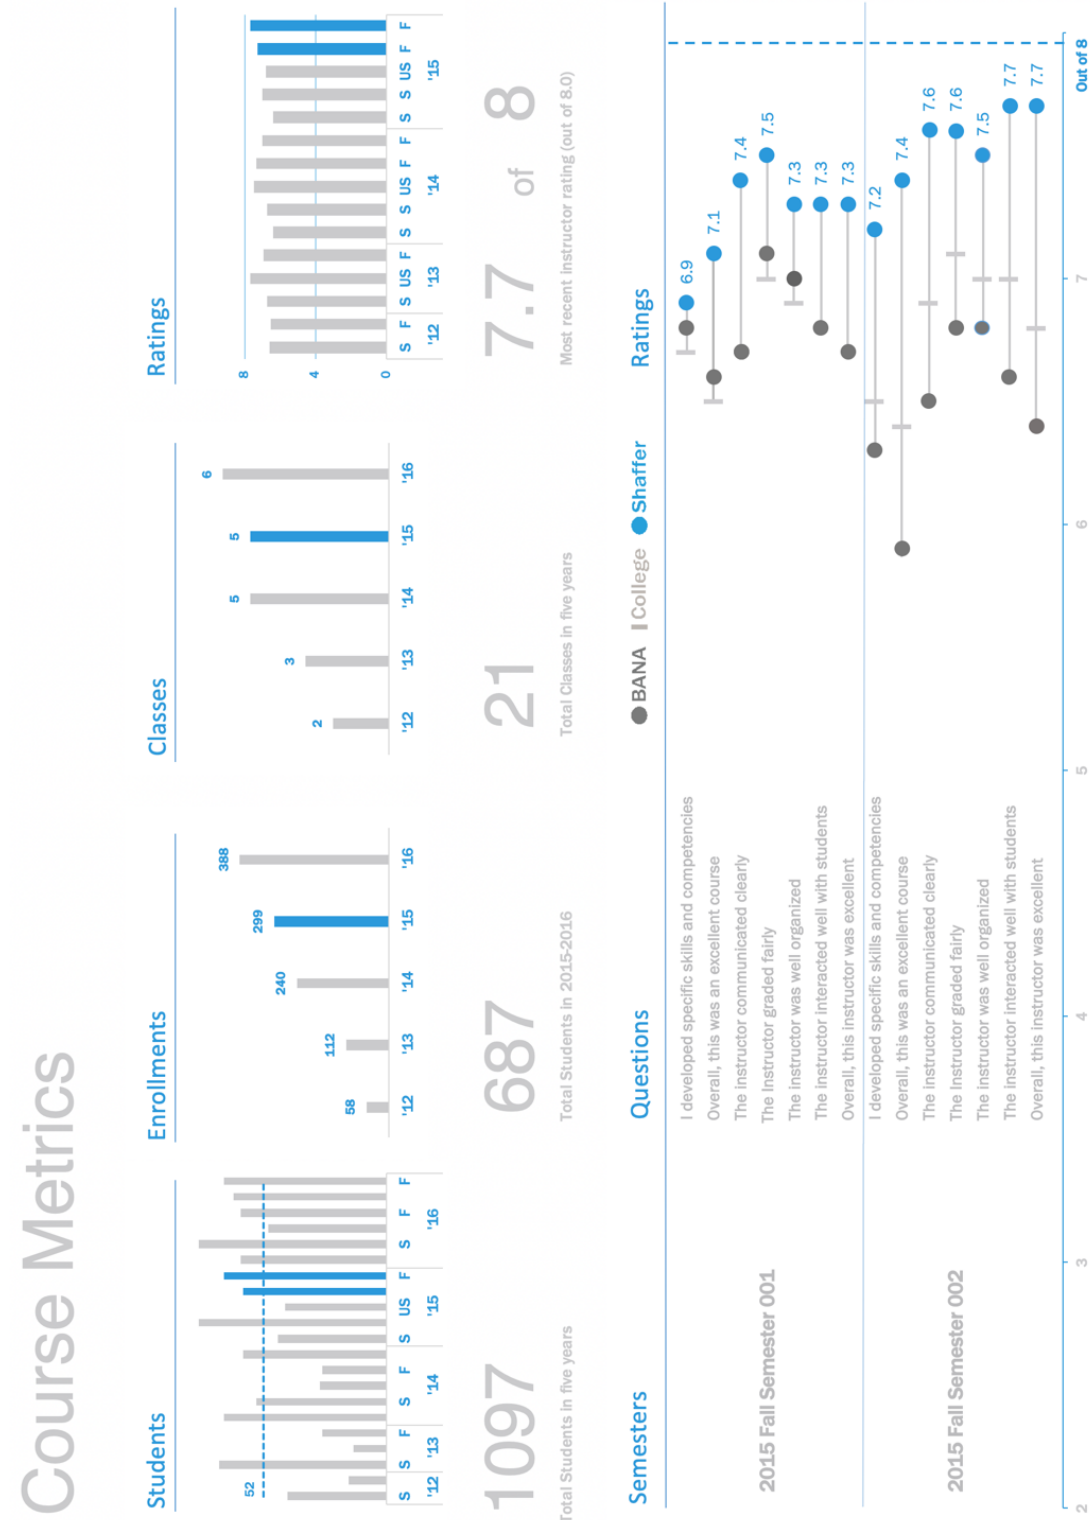 Course Metrics
Students
Enrollments
Classes
Ratings
52
S
S
F
S
F
S
US
F
S
F
F
'12
'13
'14
'15
'16
58
112
240
299
388
'12
'13
'14
'15
'16
2
3
5
5
6
'12
'13
'14
'15
'16
8
4
0
S
F
S
US
F
S
S
US
F
F
S
S
US
F
F
'12
'13
'14
'15
1097
687
21
7.7 of 8
Total Students in five years
Total Students in 2015-2016
Total Classes in five years
Most recent instructor rating (out of 8.0)
Semesters
Questions
BANA College Shaffer
Ratings
2015 Fall Semester 001
I developed specific skills and competencies
6.9
Overall, this was an excellent course
7.1
The instructor communicated clearly
7.4
The Instructor graded fairly
7.5
The instructor was well organized
7.3
The instructor interacted well with students
7.3
Overall, this instructor was excellent
7.3
2015 Fall Semester 002
I developed specific skills and competencies
7.2
Overall, this was an excellent course
7.4
The instructor communicated clearly
7.6
The Instructor graded fairly
7.6
The instructor was well organized
7.5
The instructor interacted well with students
7.7
Overall, this instructor was excellent
7.7
2
3
4
5
6
7
Out of 8